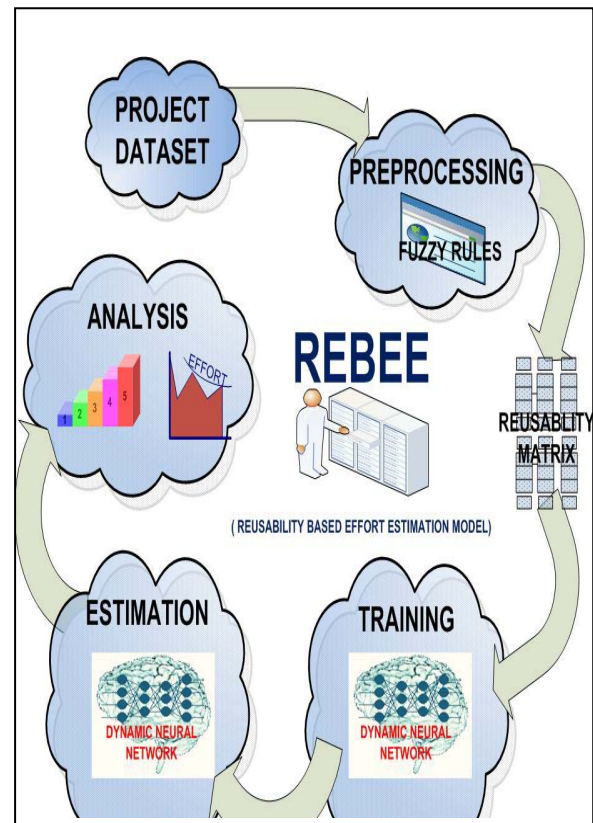 PROJECT
DATASET
PREPROCESSING
FUZZY RULES
REUSABLITY
MATRIX
TRAINING
DYNAMIC NEURAL
NETWORK
ESTIMATION
DYNAMIC NEURAL
NETWORK
ANALYSIS
1 2 3 4 5
EFFORT
REBEE
( REUSABILITY BASED EFFORT ESTIMATION MODEL)